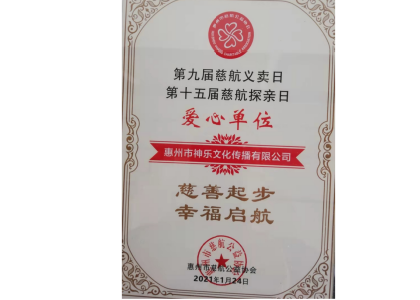 第九届慈航义卖日
第十五届慈航探亲日
爱心单位
惠州市神乐文化传播有限公司
慈善起步
幸福启航
惠州市慈航公益协会
2021年1月24日